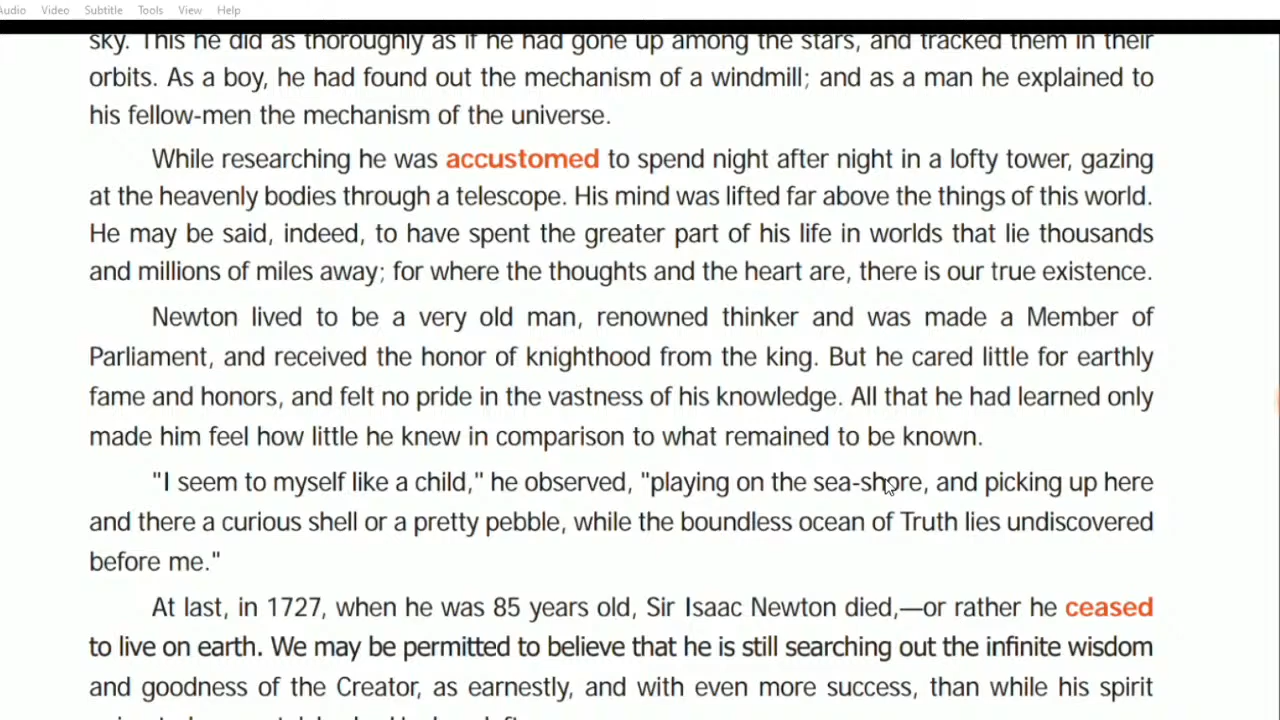 Audio Video Subtitle Tools View Help
sky. This he did as thoroughly as if he had gone up among the stars, and tracked them in their
orbits. As a boy, he had found out the mechanism of a windmill; and as a man he explained to
his fellow-men the mechanism of the universe.
While researching he was accustomed to spend night after night in a lofty tower, gazing
at the heavenly bodies through a telescope. His mind was lifted far above the things of this world.
He may be said, indeed, to have spent the greater part of his life in worlds that lie thousands
and millions of miles away; for where the thoughts and the heart are, there is our true existence.
Newton lived to be a very old man, renowned thinker and was made a Member of
Parliament, and received the honor of knighthood from the king. But he cared little for earthly
fame and honors, and felt no pride in the vastness of his knowledge. All that he had learned only
made him feel how little he knew in comparison to what remained to be known.
"I seem to myself like a child," he observed, "playing on the sea-shore, and picking up here
and there a curious shell or a pretty pebble, while the boundless ocean of Truth lies undiscovered
before me."
At last, in 1727, when he was 85 years old, Sir Isaac Newton died,—or rather he ceased
to live on earth. We may be permitted to believe that he is still searching out the infinite wisdom
and goodness of the Creator, as earnestly, and with even more success, than while his spirit